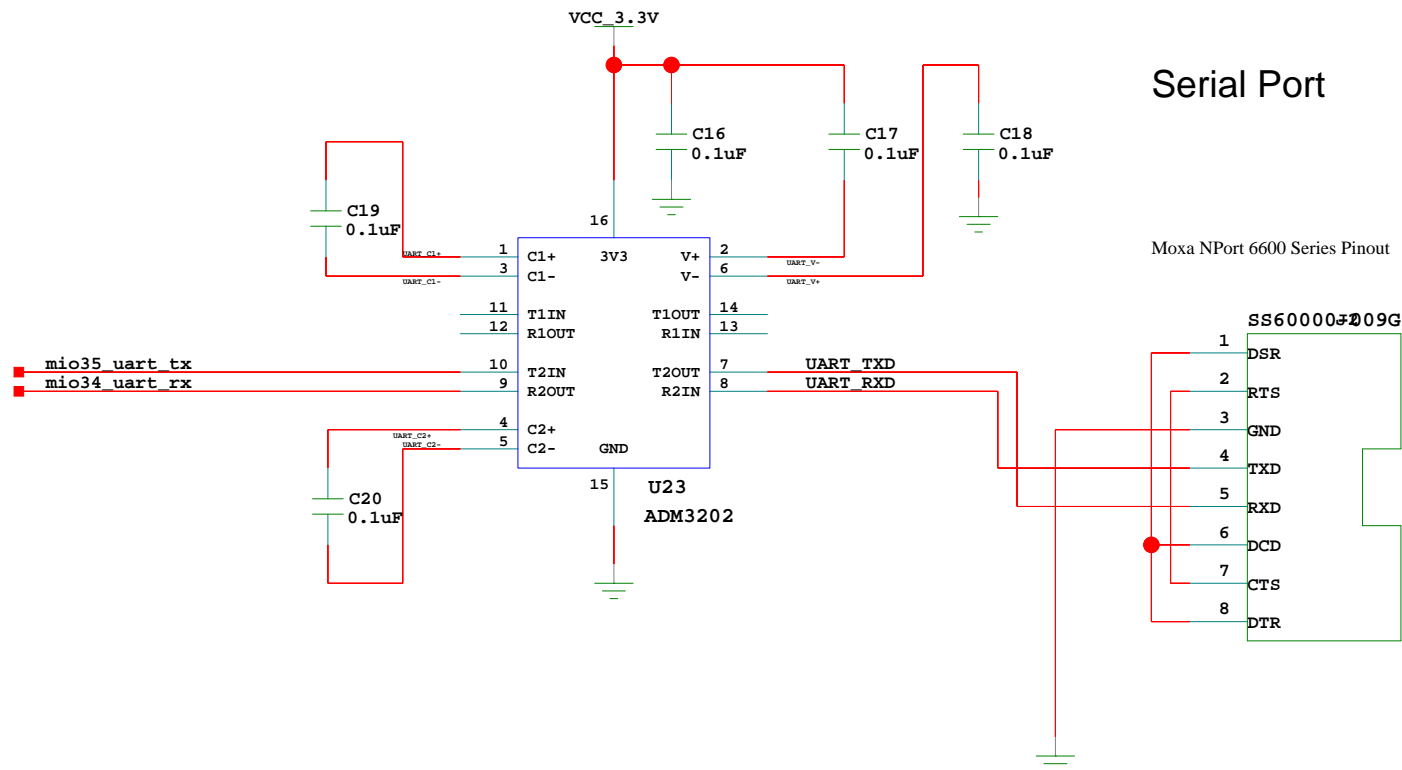 VCC_3.3V
Serial Port
C16
0.1uF
C17
0.1uF
C18
0.1uF
C19
0.1uF
16
Moxa NPort 6600 Series Pinout
UART_C1+
1
C1+
3V3
V+
2
UART_V-
UART_C1-
3
C1-
V-
6
UART_V+
11
T1IN
T1OUT
14
12
R1OUT
R1IN
13
SS60000-009G
J2
mio35_uart_tx
10
T2IN
T2OUT
7
UART_TXD
mio34_uart_rx
9
R2OUT
R2IN
8
UART_RXD
UART_C2+
4
C2+
UART_C2-
5
C2-
GND
15
U23
ADM3202
C20
0.1uF
1
DSR
2
RTS
3
GND
4
TXD
5
RXD
6
DCD
7
CTS
8
DTR